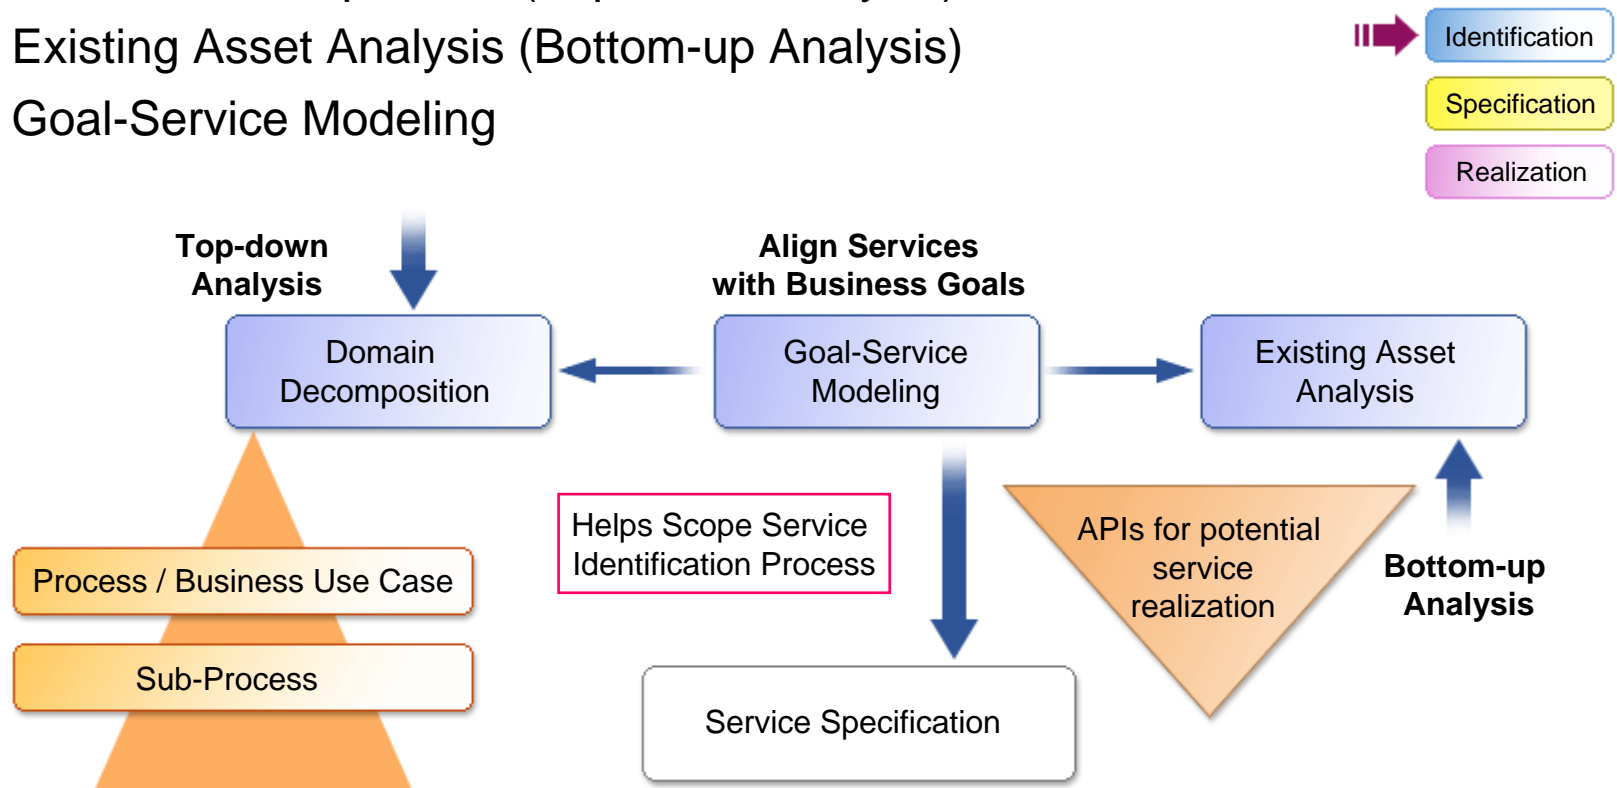 Existing Asset Analysis (Bottom-up Analysis)
Goal-Service Modeling
Identification
Specification
Realization
Top-down
Analysis
Align Services
with Business Goals
Domain
Decomposition
Goal-Service
Modeling
Existing Asset
Analysis
Process / Business Use Case
Sub-Process
Helps Scope Service
Identification Process
APIs for potential
service
realization
Bottom-up
Analysis
Service Specification